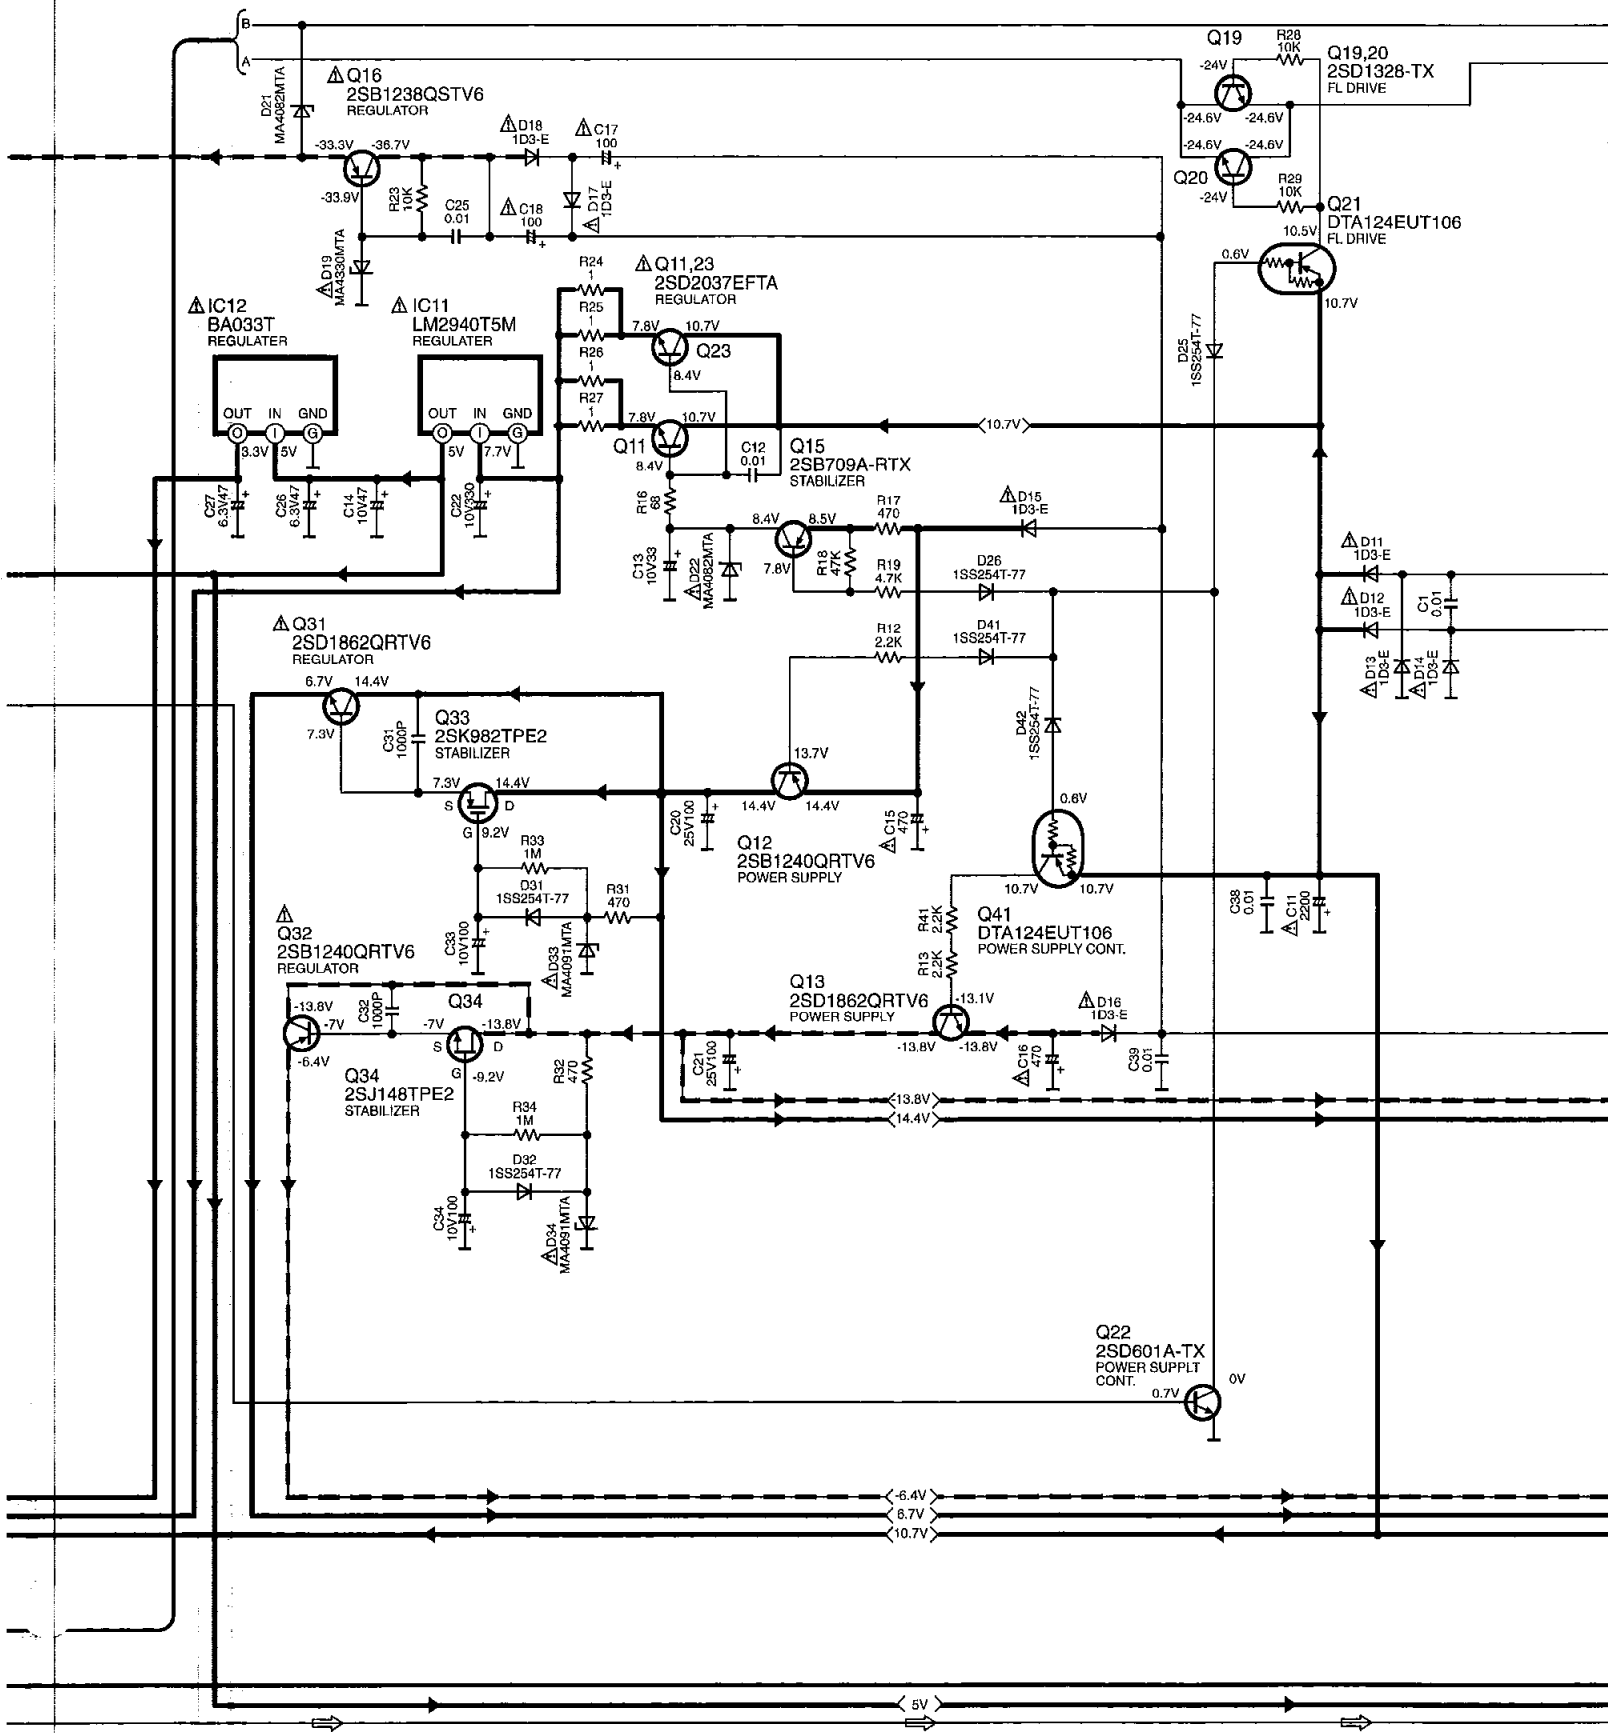 B
A
Q19
R28
10K
Q19,20
2SD1328-TX
FL DRIVE
-24V
-24.6V
-24.6V
-24.6V
-24.6V
Q20
-24V
R29
10K
Q21
DTA124EUT106
FL DRIVE
10.5V
0.6V
10.7V
D21
MA4082MTA
⚠Q16
2SB1238QSTV6
REGULATOR
-33.3V
-36.7V
-33.9V
⚠D18
1D3-E
⚠C17
100
+
R23
10K
C25
0.01
⚠C18
100
+
⚠D17
1D3-E
⚠D19
MA4330MTA
R24
1
R25
1
R26
1
R27
1
⚠Q11,23
2SD2037EFTA
REGULATOR
7.8V
10.7V
Q23
8.4V
7.8V
10.7V
Q11
8.4V
10.7V
D25
1SS254T-77
⚠IC12
BA033T
REGULATER
OUT
IN
GND
O
I
G
3.3V
5V
⚠IC11
LM2940T5M
REGULATER
OUT
IN
GND
O
I
G
5V
7.7V
C27
6.3V47
+
C26
6.3V47
+
C14
10V47
+
C22
10V330
+
C12
0.01
Q15
2SB709A-RTX
STABILIZER
R16
68
8.4V
8.5V
7.8V
R17
470
⚠D15
1D3-E
C13
10V33
+
⚠D22
MA4082MTA
R18
47K
R19
4.7K
D26
1SS254T-77
R12
2.2K
D41
1SS254T-77
⚠D11
1D3-E
⚠D12
1D3-E
C1
0.01
⚠D13
1D3-E
⚠D14
1D3-E
⚠Q31
2SD1862QRTV6
REGULATOR
6.7V
14.4V
7.3V
C31
1000P
Q33
2SK982TPE2
STABILIZER
7.3V
14.4V
S
D
G
9.2V
D42
1SS254T-77
13.7V
14.4V
14.4V
C20
25V100
+
Q12
2SB1240QRTV6
POWER SUPPLY
⚠C15
470
+
0.6V
10.7V
10.7V
Q41
DTA124EUT106
POWER SUPPLY CONT.
C38
0.01
⚠C11
2200
+
R33
1M
D31
1SS254T-77
R31
470
C33
10V100
+
⚠D33
MA4091MTA
R41
2.2K
R13
2.2K
⚠
Q32
2SB1240QRTV6
REGULATOR
-13.8V
-7V
-6.4V
C32
1000P
Q34
-7V
-13.8V
S
D
G
-9.2V
Q34
2SJ148TPE2
STABILIZER
R32
470
C21
25V100
+
Q13
2SD1862QRTV6
POWER SUPPLY
-13.1V
-13.8V
-13.8V
⚠D16
1D3-E
⚠C16
470
+
C39
0.01
-13.8V
14.4V
R34
1M
D32
1SS254T-77
C34
10V100
+
⚠D34
MA4091MTA
Q22
2SD601A-TX
POWER SUPPLT
CONT.
0.7V
0V
-6.4V
6.7V
10.7V
5V